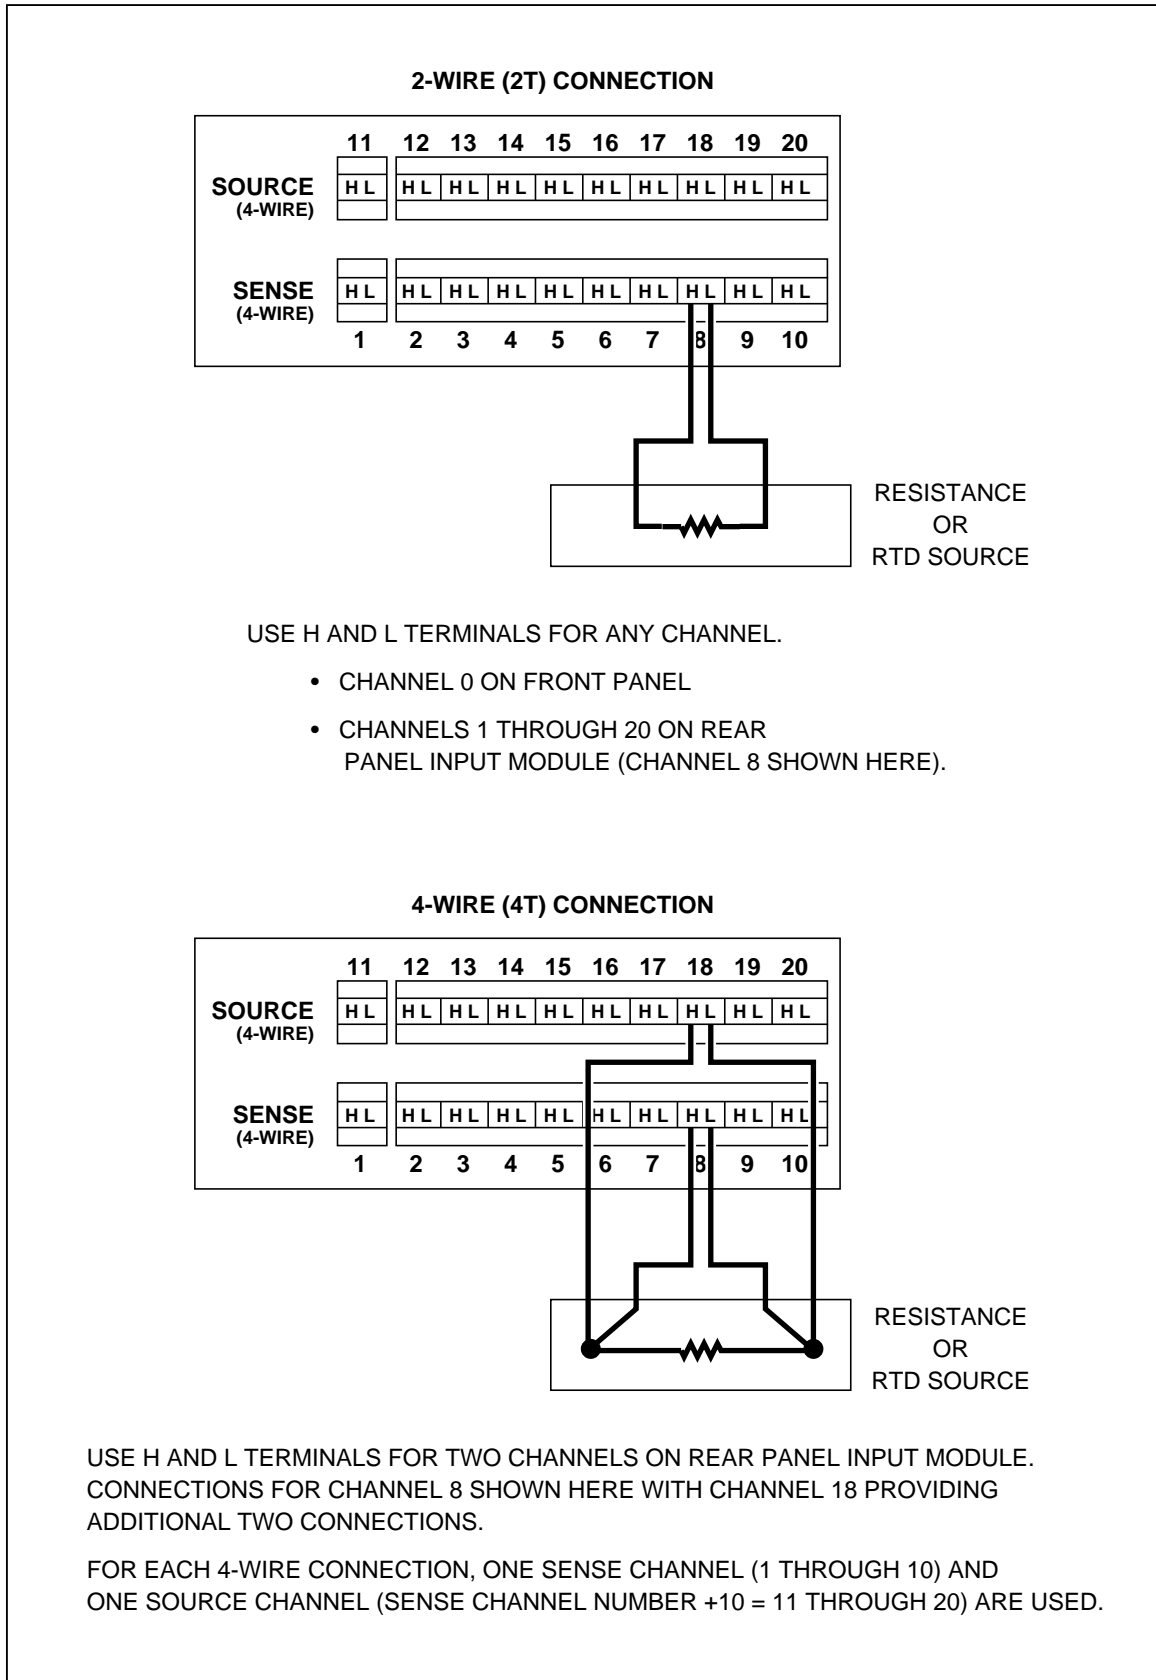 2-WIRE (2T) CONNECTION
11 12 13 14 15 16 17 18 19 20
SOURCE H L H L H L H L H L H L H L H L H L H L
(4-WIRE)
SENSE H L H L H L H L H L H L H L H L H L H L
(4-WIRE)
1 2 3 4 5 6 7 8 9 10
RESISTANCE
OR
RTD SOURCE
USE H AND L TERMINALS FOR ANY CHANNEL.
• CHANNEL 0 ON FRONT PANEL
• CHANNELS 1 THROUGH 20 ON REAR
PANEL INPUT MODULE (CHANNEL 8 SHOWN HERE).
4-WIRE (4T) CONNECTION
11 12 13 14 15 16 17 18 19 20
SOURCE H L H L H L H L H L H L H L H L H L H L
(4-WIRE)
SENSE H L H L H L H L H L H L H L H L H L H L
(4-WIRE)
1 2 3 4 5 6 7 8 9 10
RESISTANCE
OR
RTD SOURCE
USE H AND L TERMINALS FOR TWO CHANNELS ON REAR PANEL INPUT MODULE.
CONNECTIONS FOR CHANNEL 8 SHOWN HERE WITH CHANNEL 18 PROVIDING
ADDITIONAL TWO CONNECTIONS.
FOR EACH 4-WIRE CONNECTION, ONE SENSE CHANNEL (1 THROUGH 10) AND
ONE SOURCE CHANNEL (SENSE CHANNEL NUMBER +10 = 11 THROUGH 20) ARE USED.